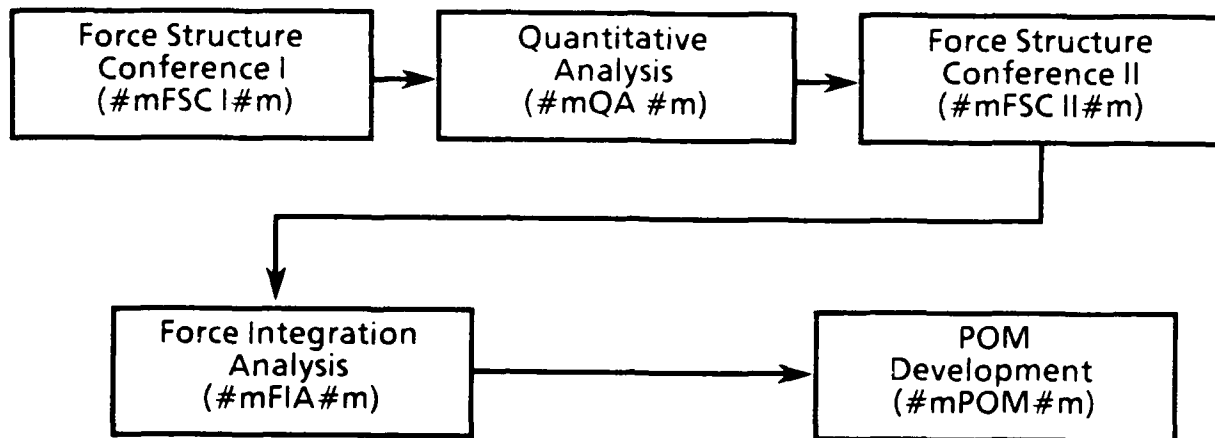 Force Structure
Conference I
(#mFSC I#m)
Quantitative
Analysis
(#mQA #m)
Force Structure
Conference II
(#mFSC II#m)
Force Integration
Analysis
(#mFIA#m)
POM
Development
(#mPOM#m)